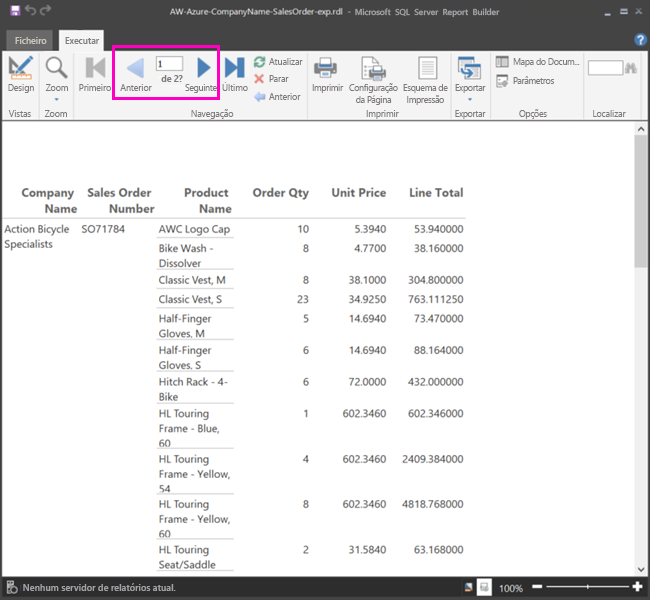 AW-Azure-CompanyName-SalesOrder-exp.rdl - Microsoft SQL Server Report Builder
Ficheiro Executar
Design
Vistas
Zoom
Zoom
Primeiro
Anterior
1
de 2?
Seguinte
Último
Atualizar
Parar
Anterior
Navegação
Imprimir
Configuração
da Página
Esquema de
Impressão
Imprimir
Exportar
Exportar
Mapa do Docum...
Parâmetros
Opções
Localizar
Company Sales Order Product Order Qty Unit Price Line Total
Name Number Name
Action Bicycle SO71784 AWC Logo Cap 10 5.3940 53.940000
Specialists
Bike Wash - 8 4.7700 38.160000
Dissolver
Classic Vest, M 8 38.1000 304.800000
Classic Vest, S 23 34.9250 763.111250
Half-Finger 5 14.6940 73.470000
Gloves, M
Half-Finger 6 14.6940 88.164000
Gloves, S
Hitch Rack - 4- 6 72.0000 432.000000
Bike
HL Touring 1 602.3460 602.346000
Frame - Blue,
60
HL Touring 4 602.3460 2409.384000
Frame - Yellow,
54
HL Touring 8 602.3460 4818.768000
Frame - Yellow,
60
HL Touring 2 31.5840 63.168000
Seat/Saddle
Nenhum servidor de relatórios atual.
100%